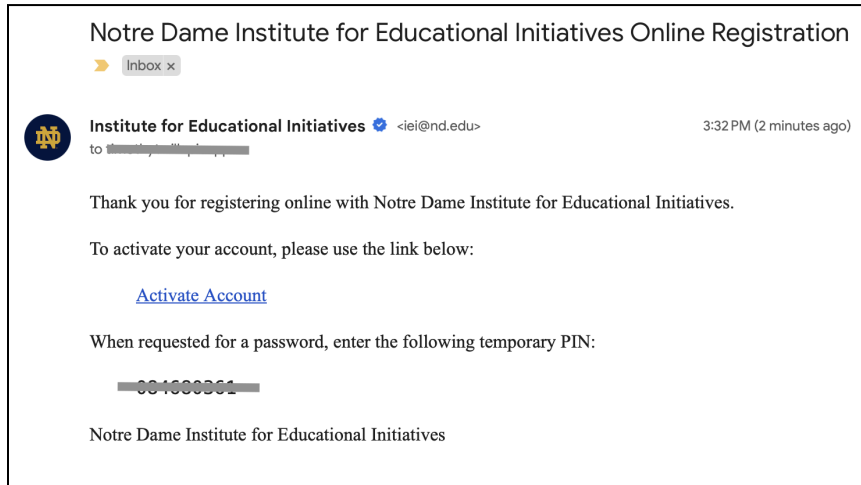 Notre Dame Institute for Educational Initiatives Online Registration
Inbox ×
ND
Institute for Educational Initiatives <iei@nd.edu> 3:32 PM (2 minutes ago)
to
Thank you for registering online with Notre Dame Institute for Educational Initiatives.
To activate your account, please use the link below:
Activate Account
When requested for a password, enter the following temporary PIN:
Notre Dame Institute for Educational Initiatives